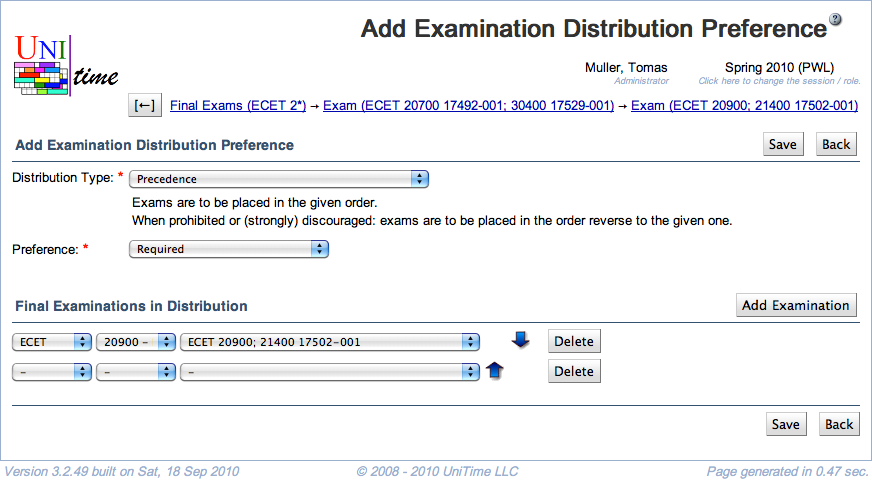 Add Examination Distribution Preference ?
UNI
time
Muller, Tomas
Spring 2010 (PWL)
Administrator
Click here to change the session / role.
[←] Final Exams (ECET 2*) → Exam (ECET 20700 17492-001; 30400 17529-001) → Exam (ECET 20900; 21400 17502-001)
Add Examination Distribution Preference Save Back
Distribution Type: * Precedence
Exams are to be placed in the given order.
When prohibited or (strongly) discouraged: exams are to be placed in the order reverse to the given one.
Preference: * Required
Final Examinations in Distribution Add Examination
ECET 20900 - ECET 20900; 21400 17502-001 Delete
- - - Delete
Save Back
Version 3.2.49 built on Sat, 18 Sep 2010 © 2008 - 2010 UniTime LLC Page generated in 0.47 sec.